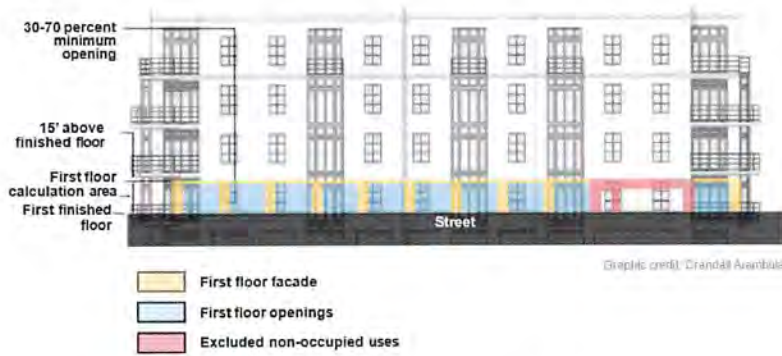 30-70 percent
minimum
opening
15' above
finished floor
First floor
calculation area
First finished
floor
Street
Graphic credit: Crandall Arambula
First floor facade
First floor openings
Excluded non-occupied uses